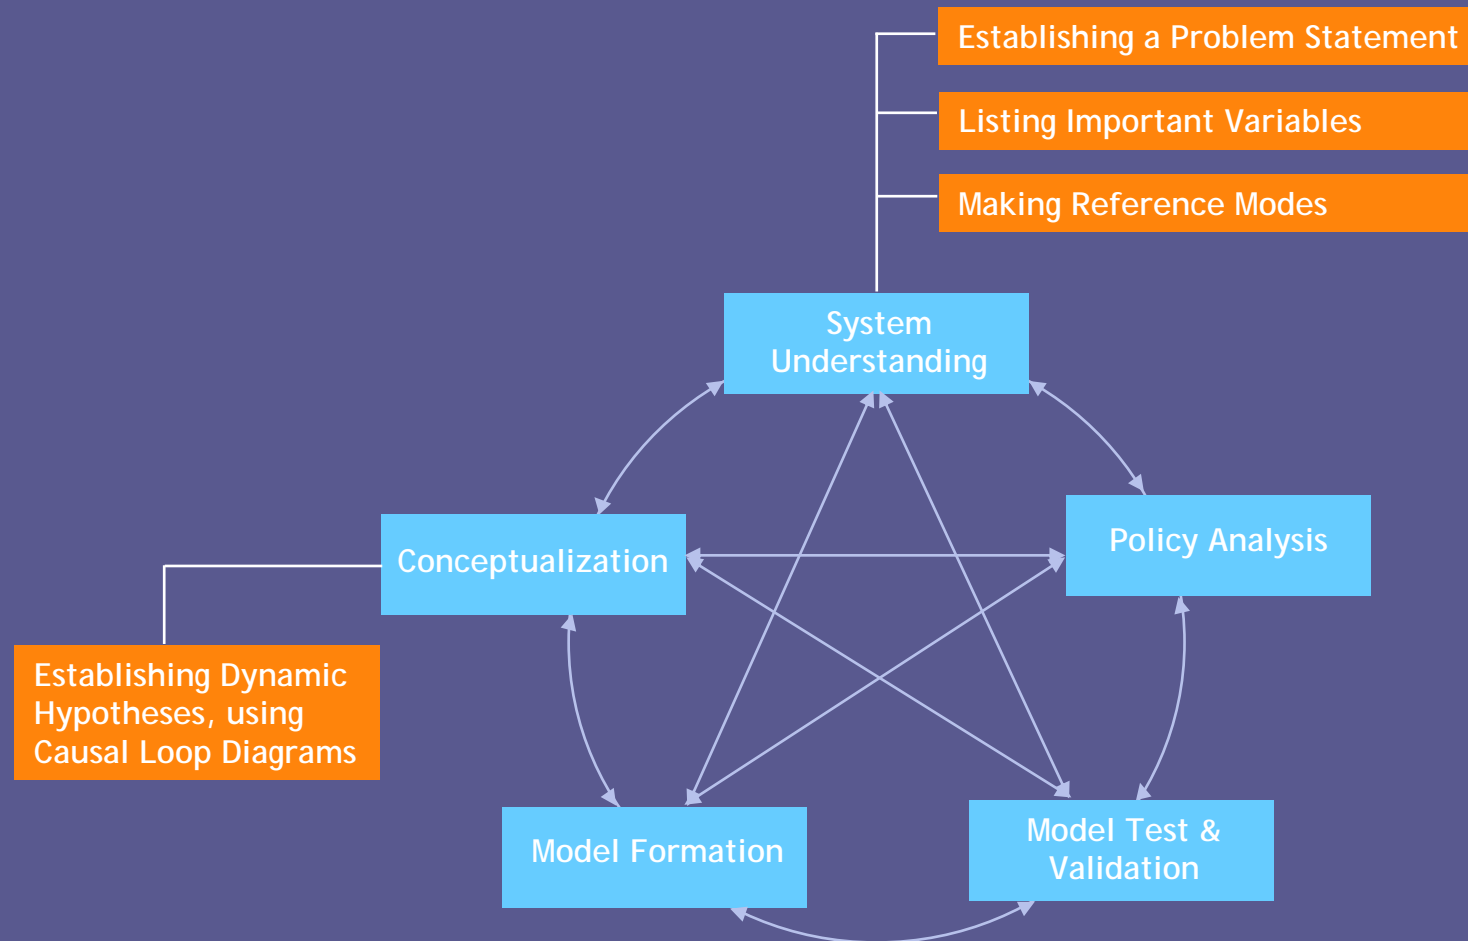 Establishing a Problem Statement
Listing Important Variables
Making Reference Modes
System
Understanding
Policy Analysis
Conceptualization
Establishing Dynamic
Hypotheses, using
Causal Loop Diagrams
Model Formation
Model Test &
Validation